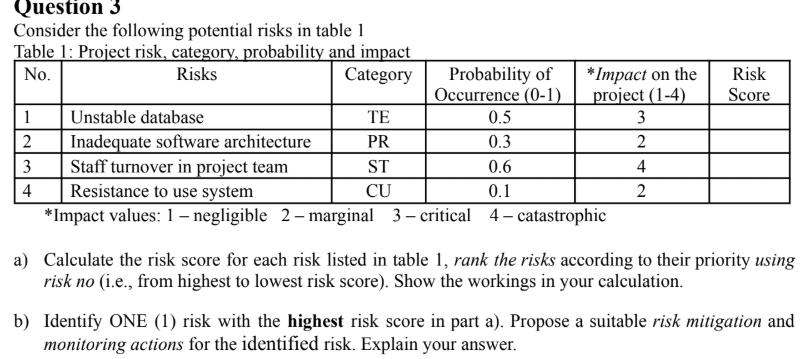 Question 3
Consider the following potential risks in table 1
Table 1: Project risk, category, probability and impact
No. Risks Category Probability of Occurrence (0-1) *Impact on the project (1-4) Risk Score
1 Unstable database TE 0.5 3
2 Inadequate software architecture PR 0.3 2
3 Staff turnover in project team ST 0.6 4
4 Resistance to use system CU 0.1 2
*Impact values: 1 – negligible 2 – marginal 3 – critical 4 – catastrophic
a) Calculate the risk score for each risk listed in table 1, rank the risks according to their priority using
risk no (i.e., from highest to lowest risk score). Show the workings in your calculation.
b) Identify ONE (1) risk with the highest risk score in part a). Propose a suitable risk mitigation and
monitoring actions for the identified risk. Explain your answer.